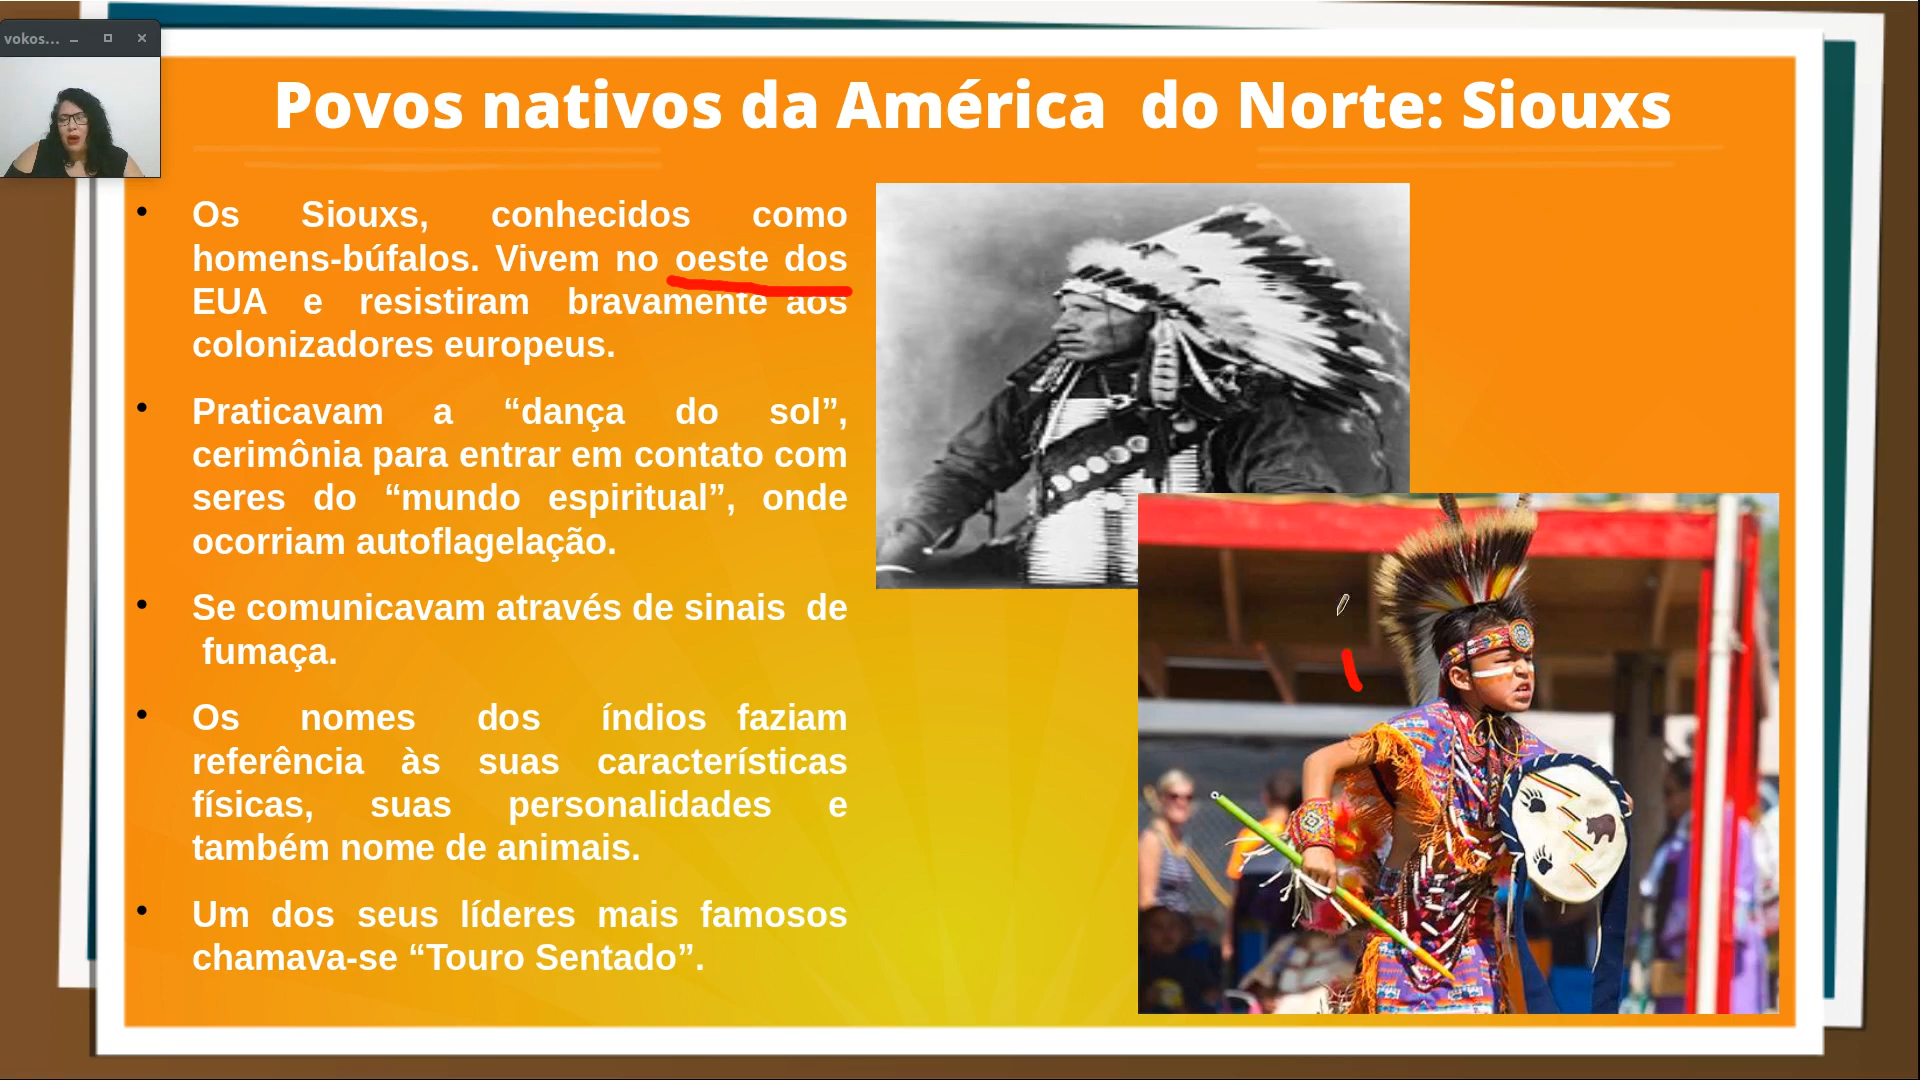 vokos...
Povos nativos da América do Norte: Siouxs
• Os Siouxs, conhecidos como
homens-búfalos. Vivem no oeste dos
EUA e resistiram bravamente aos
colonizadores europeus.
• Praticavam a “dança do sol”,
cerimônia para entrar em contato com
seres do “mundo espiritual”, onde
ocorriam autoflagelação.
• Se comunicavam através de sinais de
fumaça.
• Os nomes dos índios faziam
referência às suas características
físicas, suas personalidades e
também nome de animais.
• Um dos seus líderes mais famosos
chamava-se “Touro Sentado”.